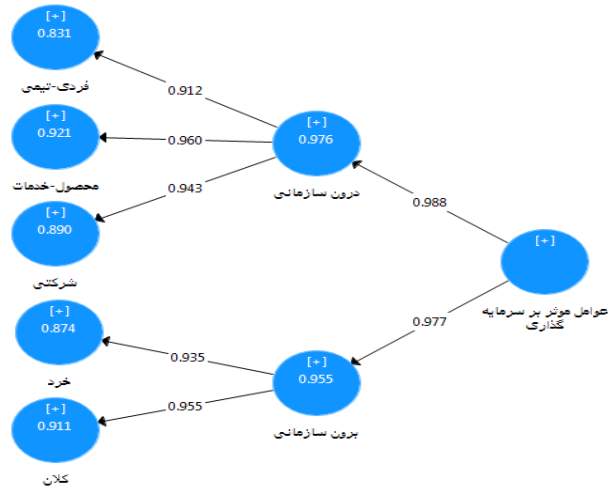 [+]
0.831
فردی-تیمی
0.912
[+]
0.921
محصول-خدمات
0.960
[+]
0.976
درون سازمانی
0.943
[+]
0.890
شرکتی
0.988
[+]
عوامل موثر بر سرمایه
گذاری
0.977
[+]
0.874
خرد
0.935
[+]
0.955
برون سازمانی
0.955
[+]
0.911
کلان